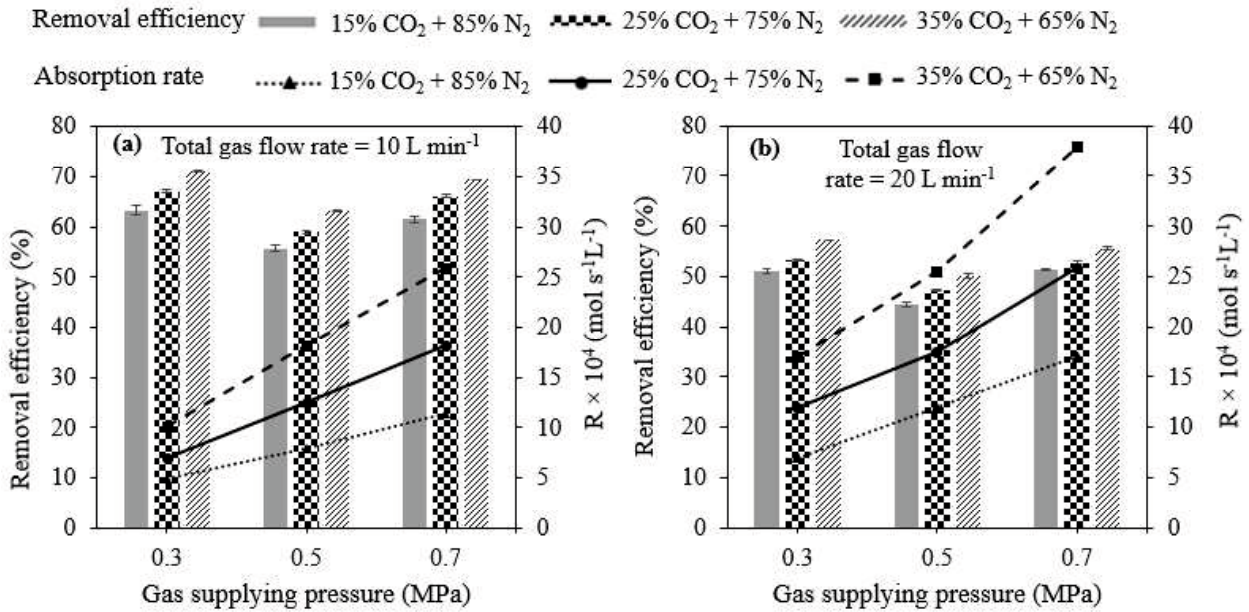 Removal efficiency 15% CO₂ + 85% N₂ 25% CO₂ + 75% N₂ 35% CO₂ + 65% N₂
Absorption rate 15% CO₂ + 85% N₂ 25% CO₂ + 75% N₂ 35% CO₂ + 65% N₂
(a) Total gas flow rate = 10 L min⁻¹
Removal efficiency (%)
80
70
60
50
40
30
20
10
0
40
35
30
25
20
15
10
5
0
R × 10⁴ (mol s⁻¹L⁻¹)
0.3 0.5 0.7
Gas supplying pressure (MPa)
(b) Total gas flow
rate = 20 L min⁻¹
Removal efficiency (%)
80
70
60
50
40
30
20
10
0
40
35
30
25
20
15
10
5
0
R × 10⁴ (mol s⁻¹L⁻¹)
0.3 0.5 0.7
Gas supplying pressure (MPa)